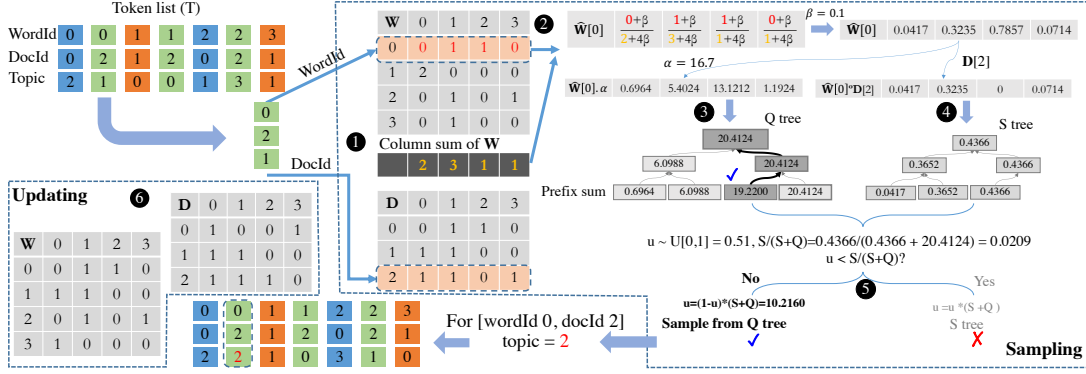 Token list (T)
WordId 0 0 1 1 2 2 3
DocId 0 2 1 2 0 2 1
Topic 2 1 0 0 1 3 1
0
2
1
WordId
DocId
1
W 0 1 2 3
0 0 1 1 0
1 2 0 0 0
2 0 1 0 1
3 0 1 0 0
Column sum of W
2 3 1 1
D 0 1 2 3
0 0 1 1 0
1 1 1 0 0
2 1 1 0 1
2
Ŵ[0] 0+β 1+β 1+β 0+β
2+4β 3+4β 1+4β 1+4β
β = 0.1
Ŵ[0] 0.0417 0.3235 0.7857 0.0714
α = 16.7
D[2]
Ŵ[0].α 0.6964 5.4024 13.1212 1.1924
Ŵ[0]∘D[2] 0.0417 0.3235 0 0.0714
3
Q tree
20.4124
6.0988 20.4124
Prefix sum 0.6964 6.0988 19.2200 20.4124
4
S tree
0.4366
0.3652 0.4366
0.0417 0.3652 0.4366
u ~ U[0,1] = 0.51, S/(S+Q)=0.4366/(0.4366 + 20.4124) = 0.0209
u < S/(S+Q)?
5
No
u=(1-u)*(S+Q)=10.2160
Sample from Q tree
Yes
u=u *(S +Q )
S tree
Sampling
For [wordId 0, docId 2]
topic = 2
0 0 1 1 2 2 3
0 2 1 2 0 2 1
2 2 1 0 3 1 0
Updating
6
W 0 1 2 3
0 0 1 1 0
1 1 1 0 0
2 0 1 0 1
3 1 0 0 0
D 0 1 2 3
0 1 0 0 1
1 1 1 0 0
2 1 1 1 0